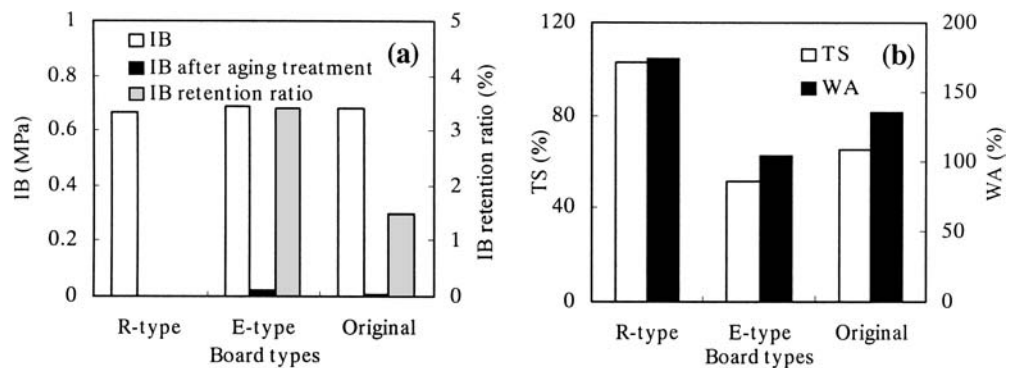 (a)
IB
IB after aging treatment
IB retention ratio
IB (MPa)
1
0.8
0.6
0.4
0.2
0
IB retention ratio (%)
5
4
3
2
1
0
R-type E-type Original
Board types
(b)
TS
WA
TS (%)
120
80
40
0
WA (%)
200
150
100
50
0
R-type E-type Original
Board types